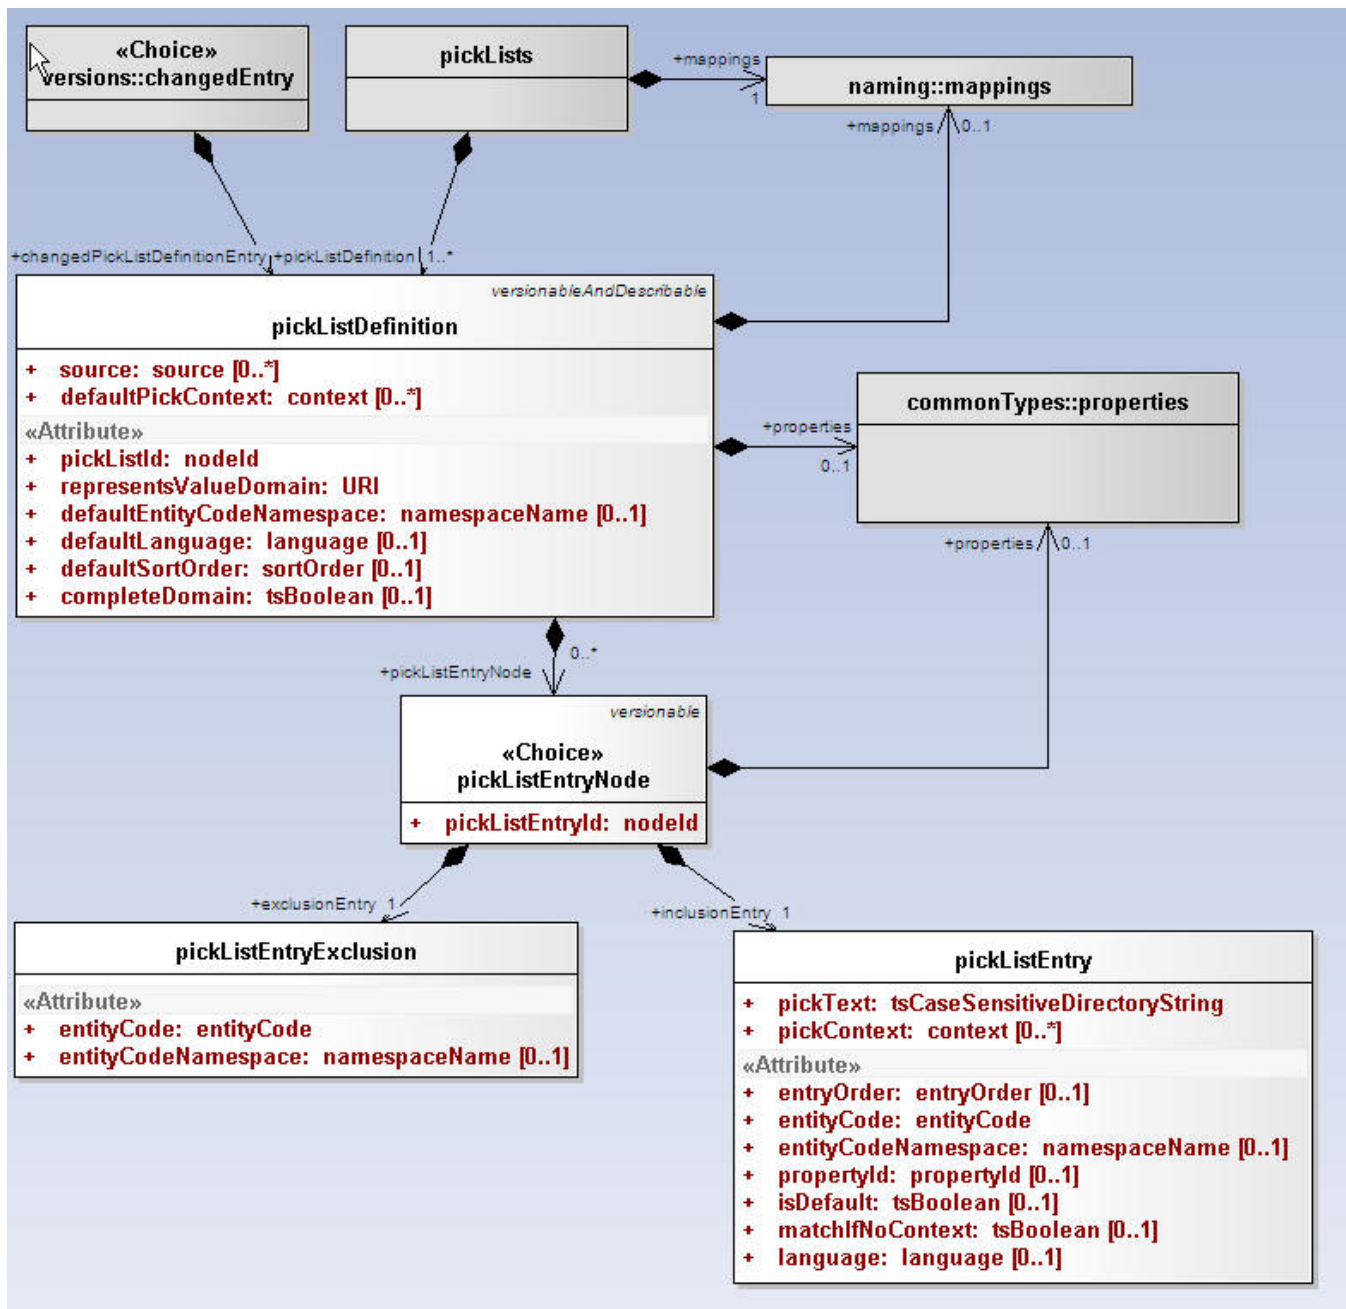 «Choice»
versions::changedEntry
pickLists
+mappings
1
naming::mappings
+mappings
0..1
+changedPickListDefinitionEntry
+pickListDefinition
1..*
versionableAndDescribable
pickListDefinition
+ source: source [0..*]
+ defaultPickContext: context [0..*]
«Attribute»
+ pickListId: nodeId
+ representsValueDomain: URI
+ defaultEntityCodeNamespace: namespaceName [0..1]
+ defaultLanguage: language [0..1]
+ defaultSortOrder: sortOrder [0..1]
+ completeDomain: tsBoolean [0..1]
+properties
0..1
commonTypes::properties
+properties
0..1
0..*
+pickListEntryNode
versionable
«Choice»
pickListEntryNode
+ pickListEntryId: nodeId
+exclusionEntry
1
+inclusionEntry
1
pickListEntryExclusion
«Attribute»
+ entityCode: entityCode
+ entityCodeNamespace: namespaceName [0..1]
pickListEntry
+ pickText: tsCaseSensitiveDirectoryString
+ pickContext: context [0..*]
«Attribute»
+ entryOrder: entryOrder [0..1]
+ entityCode: entityCode
+ entityCodeNamespace: namespaceName [0..1]
+ propertyId: propertyId [0..1]
+ isDefault: tsBoolean [0..1]
+ matchIfNoContext: tsBoolean [0..1]
+ language: language [0..1]